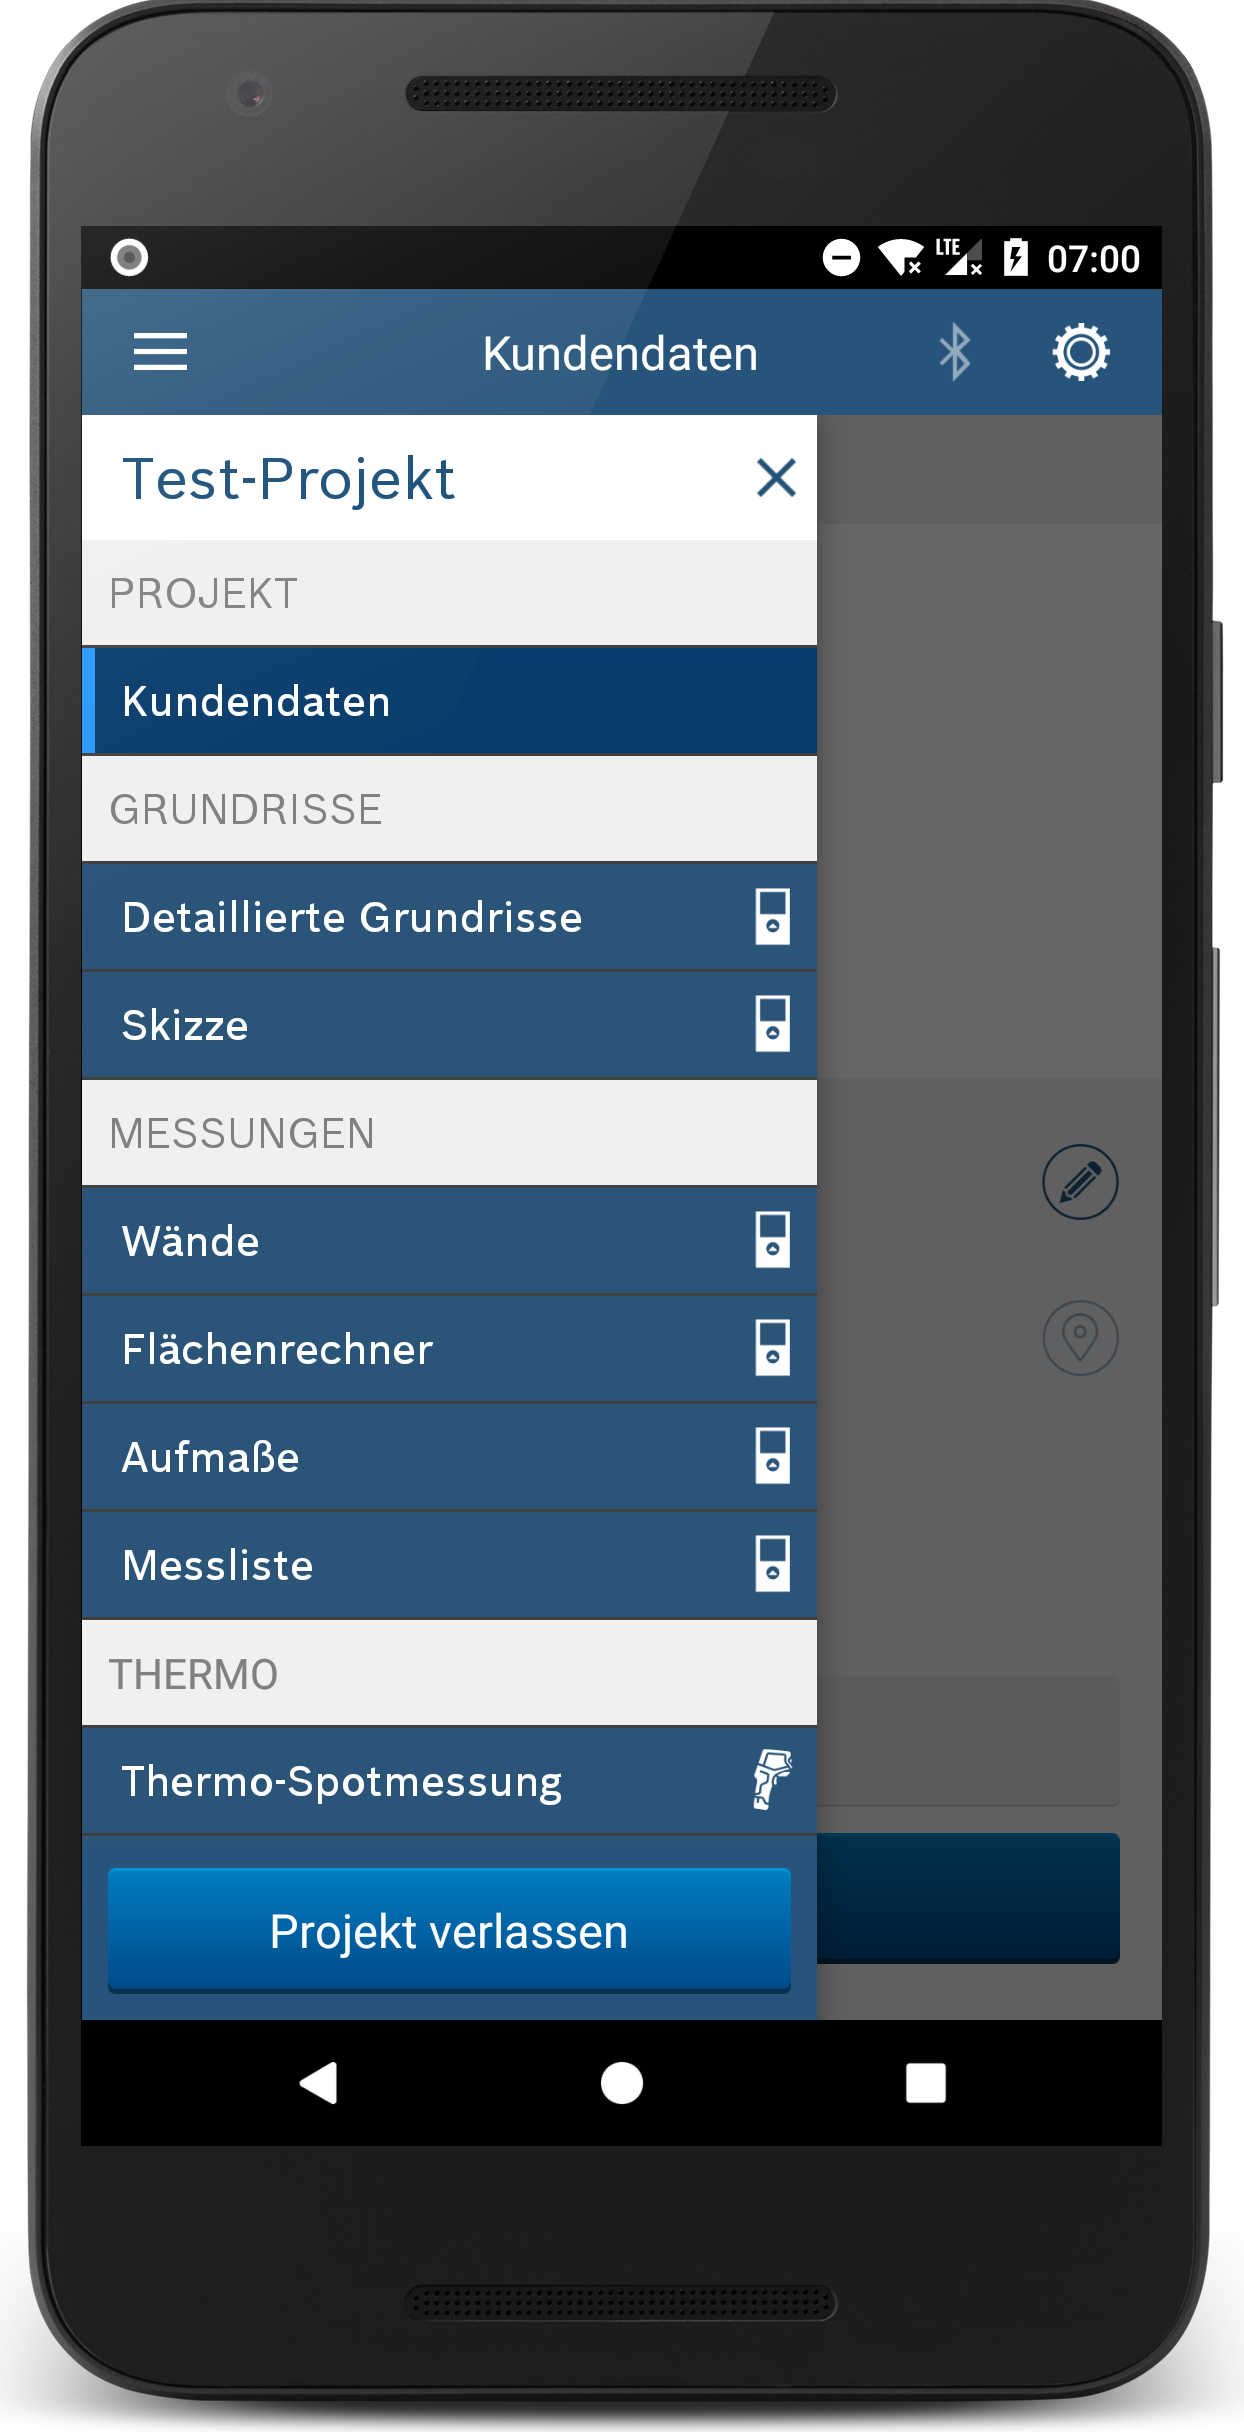 LTE 07:00
Kundendaten
Test-Projekt
PROJEKT
Kundendaten
GRUNDRISSE
Detaillierte Grundrisse
Skizze
MESSUNGEN
Wände
Flächenrechner
Aufmaße
Messliste
THERMO
Thermo-Spotmessung
Projekt verlassen